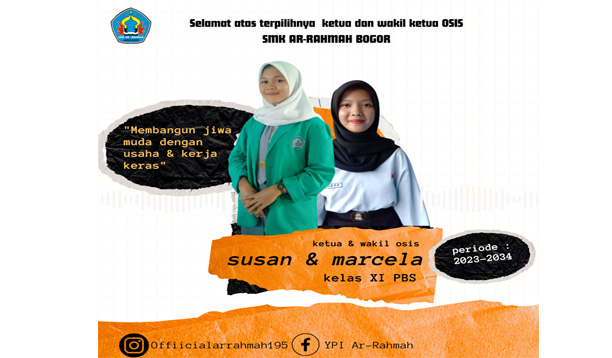 Selamat atas terpilihnya ketua dan wakil ketua OSIS
SMK AR-RAHMAH BOGOR
"Membangun jiwa
muda dengan
usaha & kerja
keras"
ketua & wakil osis
susan & marcela
kelas XI PBS
periode :
2023-2034
Offiicialarrahmah195
YPI Ar-Rahmah